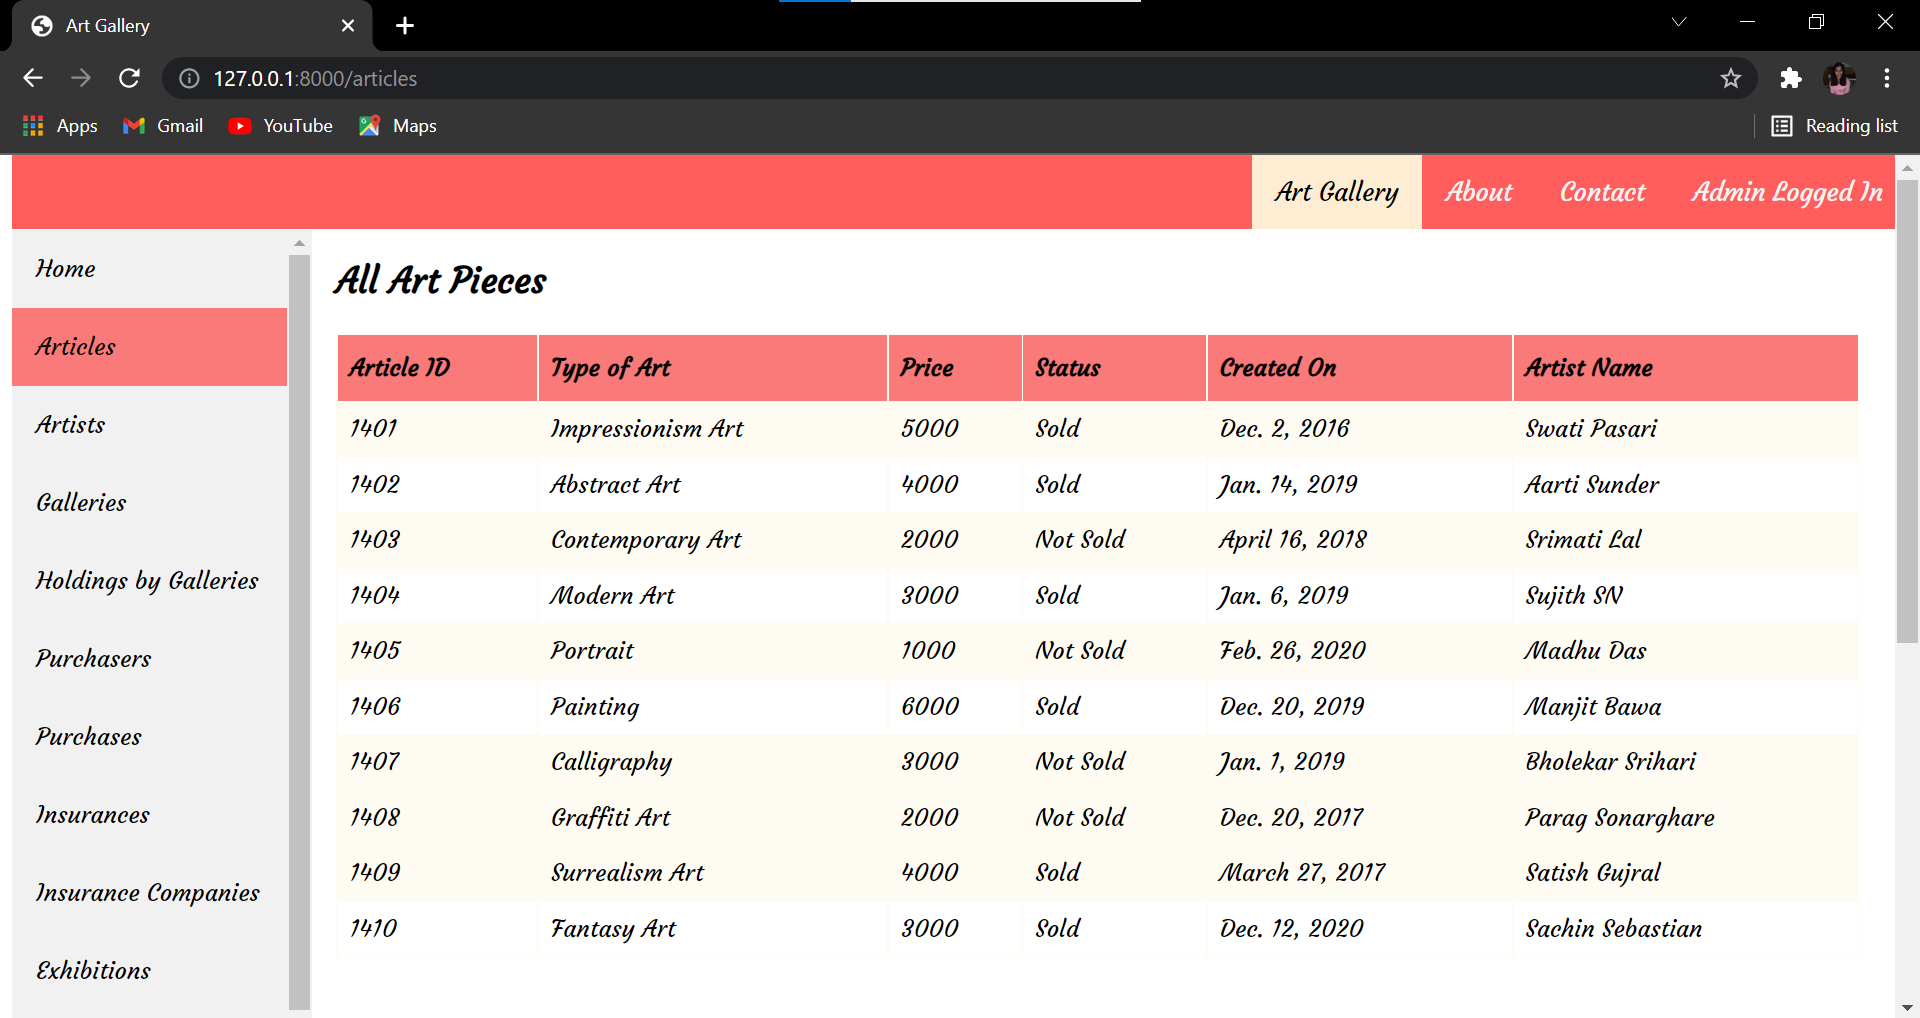 Art Gallery
127.0.0.1:8000/articles
Apps Gmail YouTube Maps Reading list
Art Gallery About Contact Admin Logged In
Home
Articles
Artists
Galleries
Holdings by Galleries
Purchasers
Purchases
Insurances
Insurance Companies
Exhibitions
All Art Pieces
Article ID Type of Art Price Status Created On Artist Name
1401 Impressionism Art 5000 Sold Dec. 2, 2016 Swati Pasari
1402 Abstract Art 4000 Sold Jan. 14, 2019 Aarti Sunder
1403 Contemporary Art 2000 Not Sold April 16, 2018 Srimati Lal
1404 Modern Art 3000 Sold Jan. 6, 2019 Sujith SN
1405 Portrait 1000 Not Sold Feb. 26, 2020 Madhu Das
1406 Painting 6000 Sold Dec. 20, 2019 Manjit Bawa
1407 Calligraphy 3000 Not Sold Jan. 1, 2019 Bholekar Srihari
1408 Graffiti Art 2000 Not Sold Dec. 20, 2017 Parag Sonarghare
1409 Surrealism Art 4000 Sold March 27, 2017 Satish Gujral
1410 Fantasy Art 3000 Sold Dec. 12, 2020 Sachin Sebastian